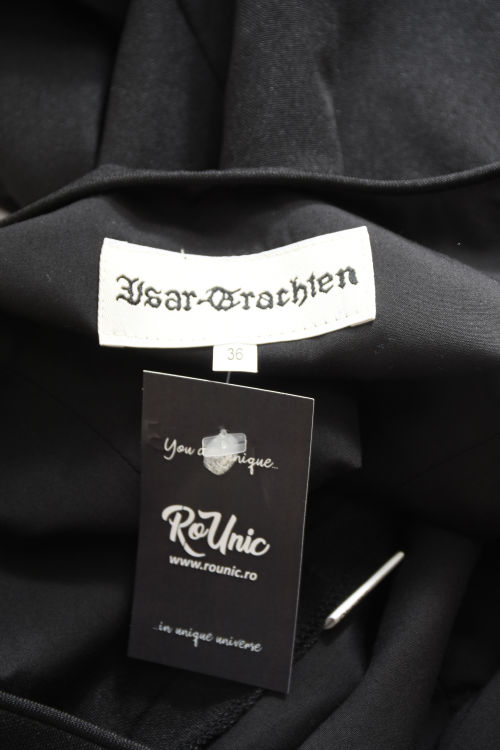 Isar-Trachten
36
You a nique...
RoUnic
www.rounic.ro
...in unique universe